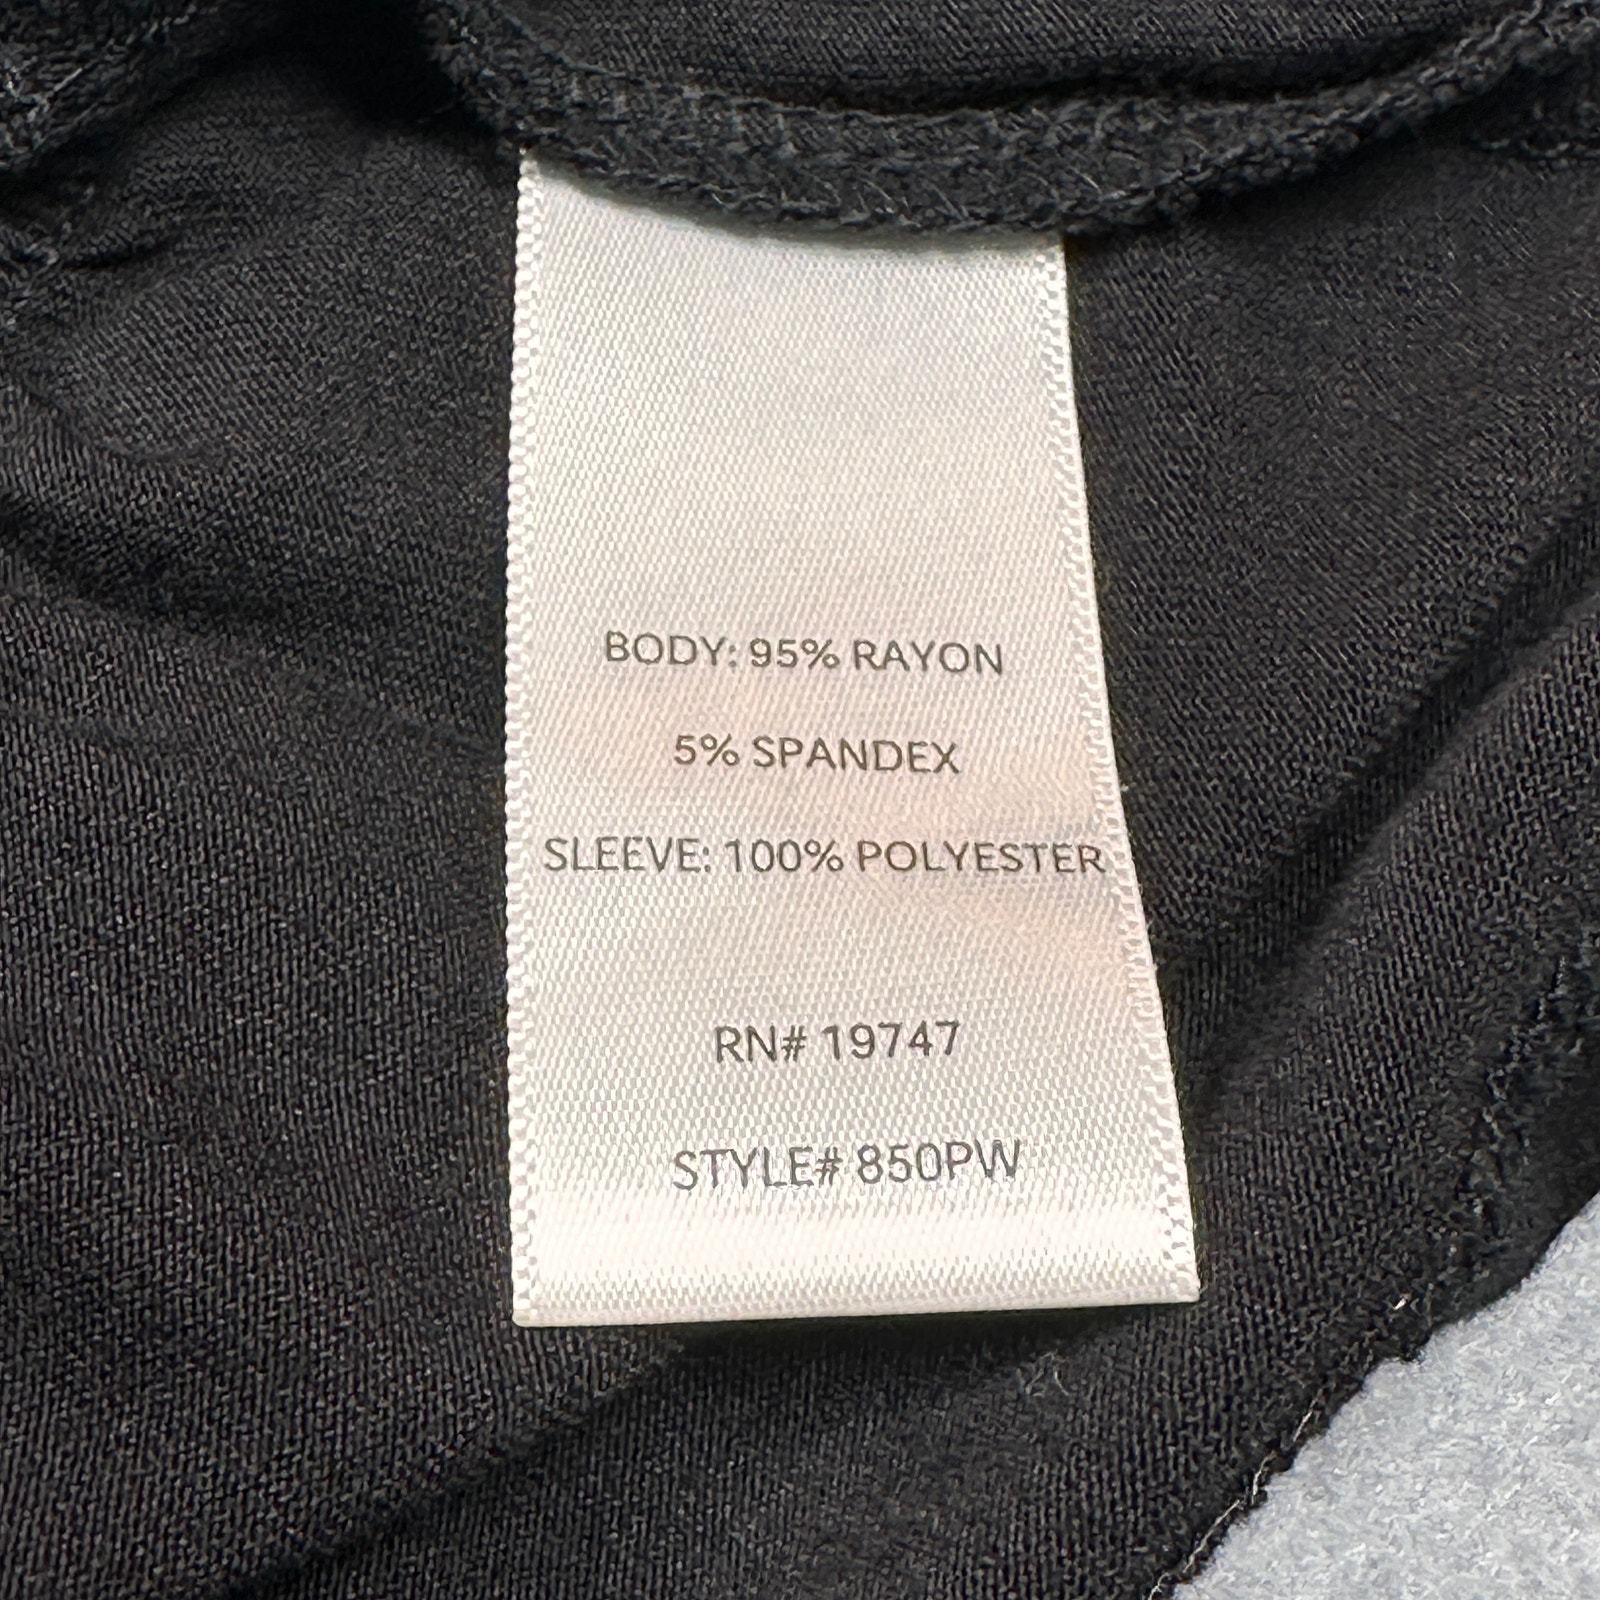 BODY: 95% RAYON
5% SPANDEX
SLEEVE: 100% POLYESTER
RN# 19747
STYLE# 850PW